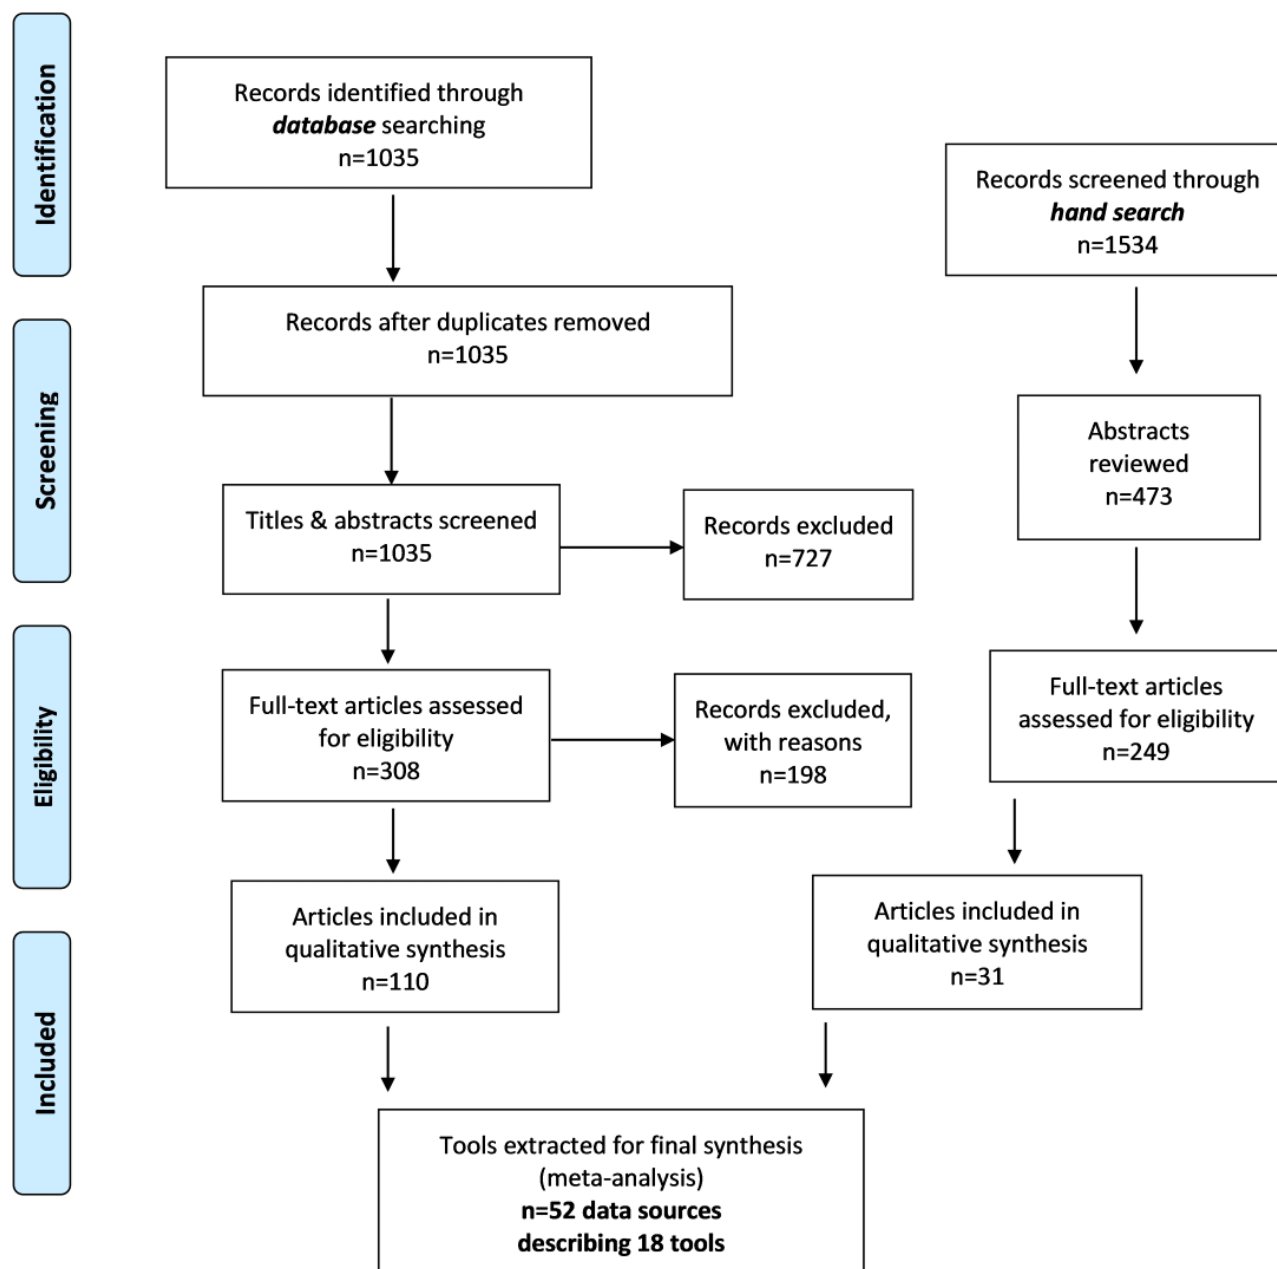 Identification
Records identified through
database searching
n=1035
Records screened through
hand search
n=1534
Screening
Records after duplicates removed
n=1035
Abstracts
reviewed
n=473
Titles & abstracts screened
n=1035
Records excluded
n=727
Eligibility
Full-text articles assessed
for eligibility
n=308
Records excluded,
with reasons
n=198
Full-text articles
assessed for eligibility
n=249
Included
Articles included in
qualitative synthesis
n=110
Articles included in
qualitative synthesis
n=31
Tools extracted for final synthesis
(meta-analysis)
n=52 data sources
describing 18 tools